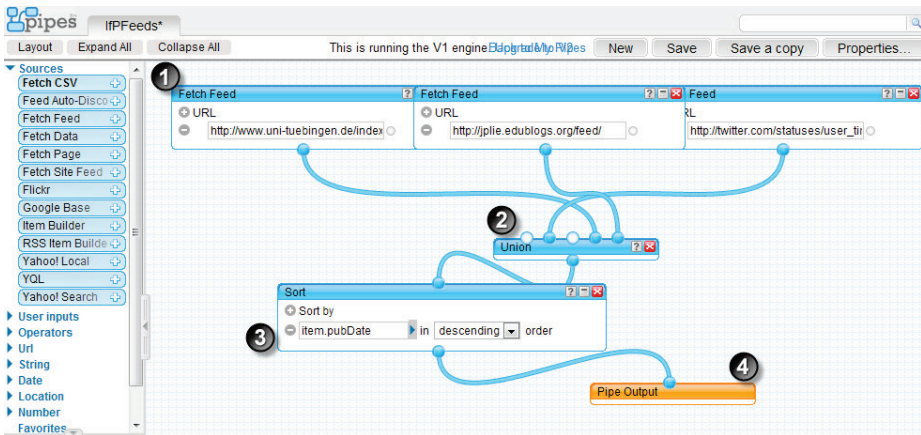 pipes
IfPFeeds*
Layout Expand All Collapse All This is running the V1 engine. New Save Save a copy Properties...
Sources
Fetch CSV
Feed Auto-Disco
Fetch Feed
Fetch Data
Fetch Page
Fetch Site Feed
Flickr
Google Base
Item Builder
RSS Item Builde
Yahoo! Local
YQL
Yahoo! Search
User inputs
Operators
Url
String
Date
Location
Number
Favorites
1
Fetch Feed ?
URL
http://www.uni-tuebingen.de/index
Fetch Feed ?
URL
http://jplie.edublogs.org/feed/
Feed ?
RL
http://twitter.com/statuses/user_tir
2
Union ?
Sort ?
Sort by
3
item.pubDate in descending order
4
Pipe Output